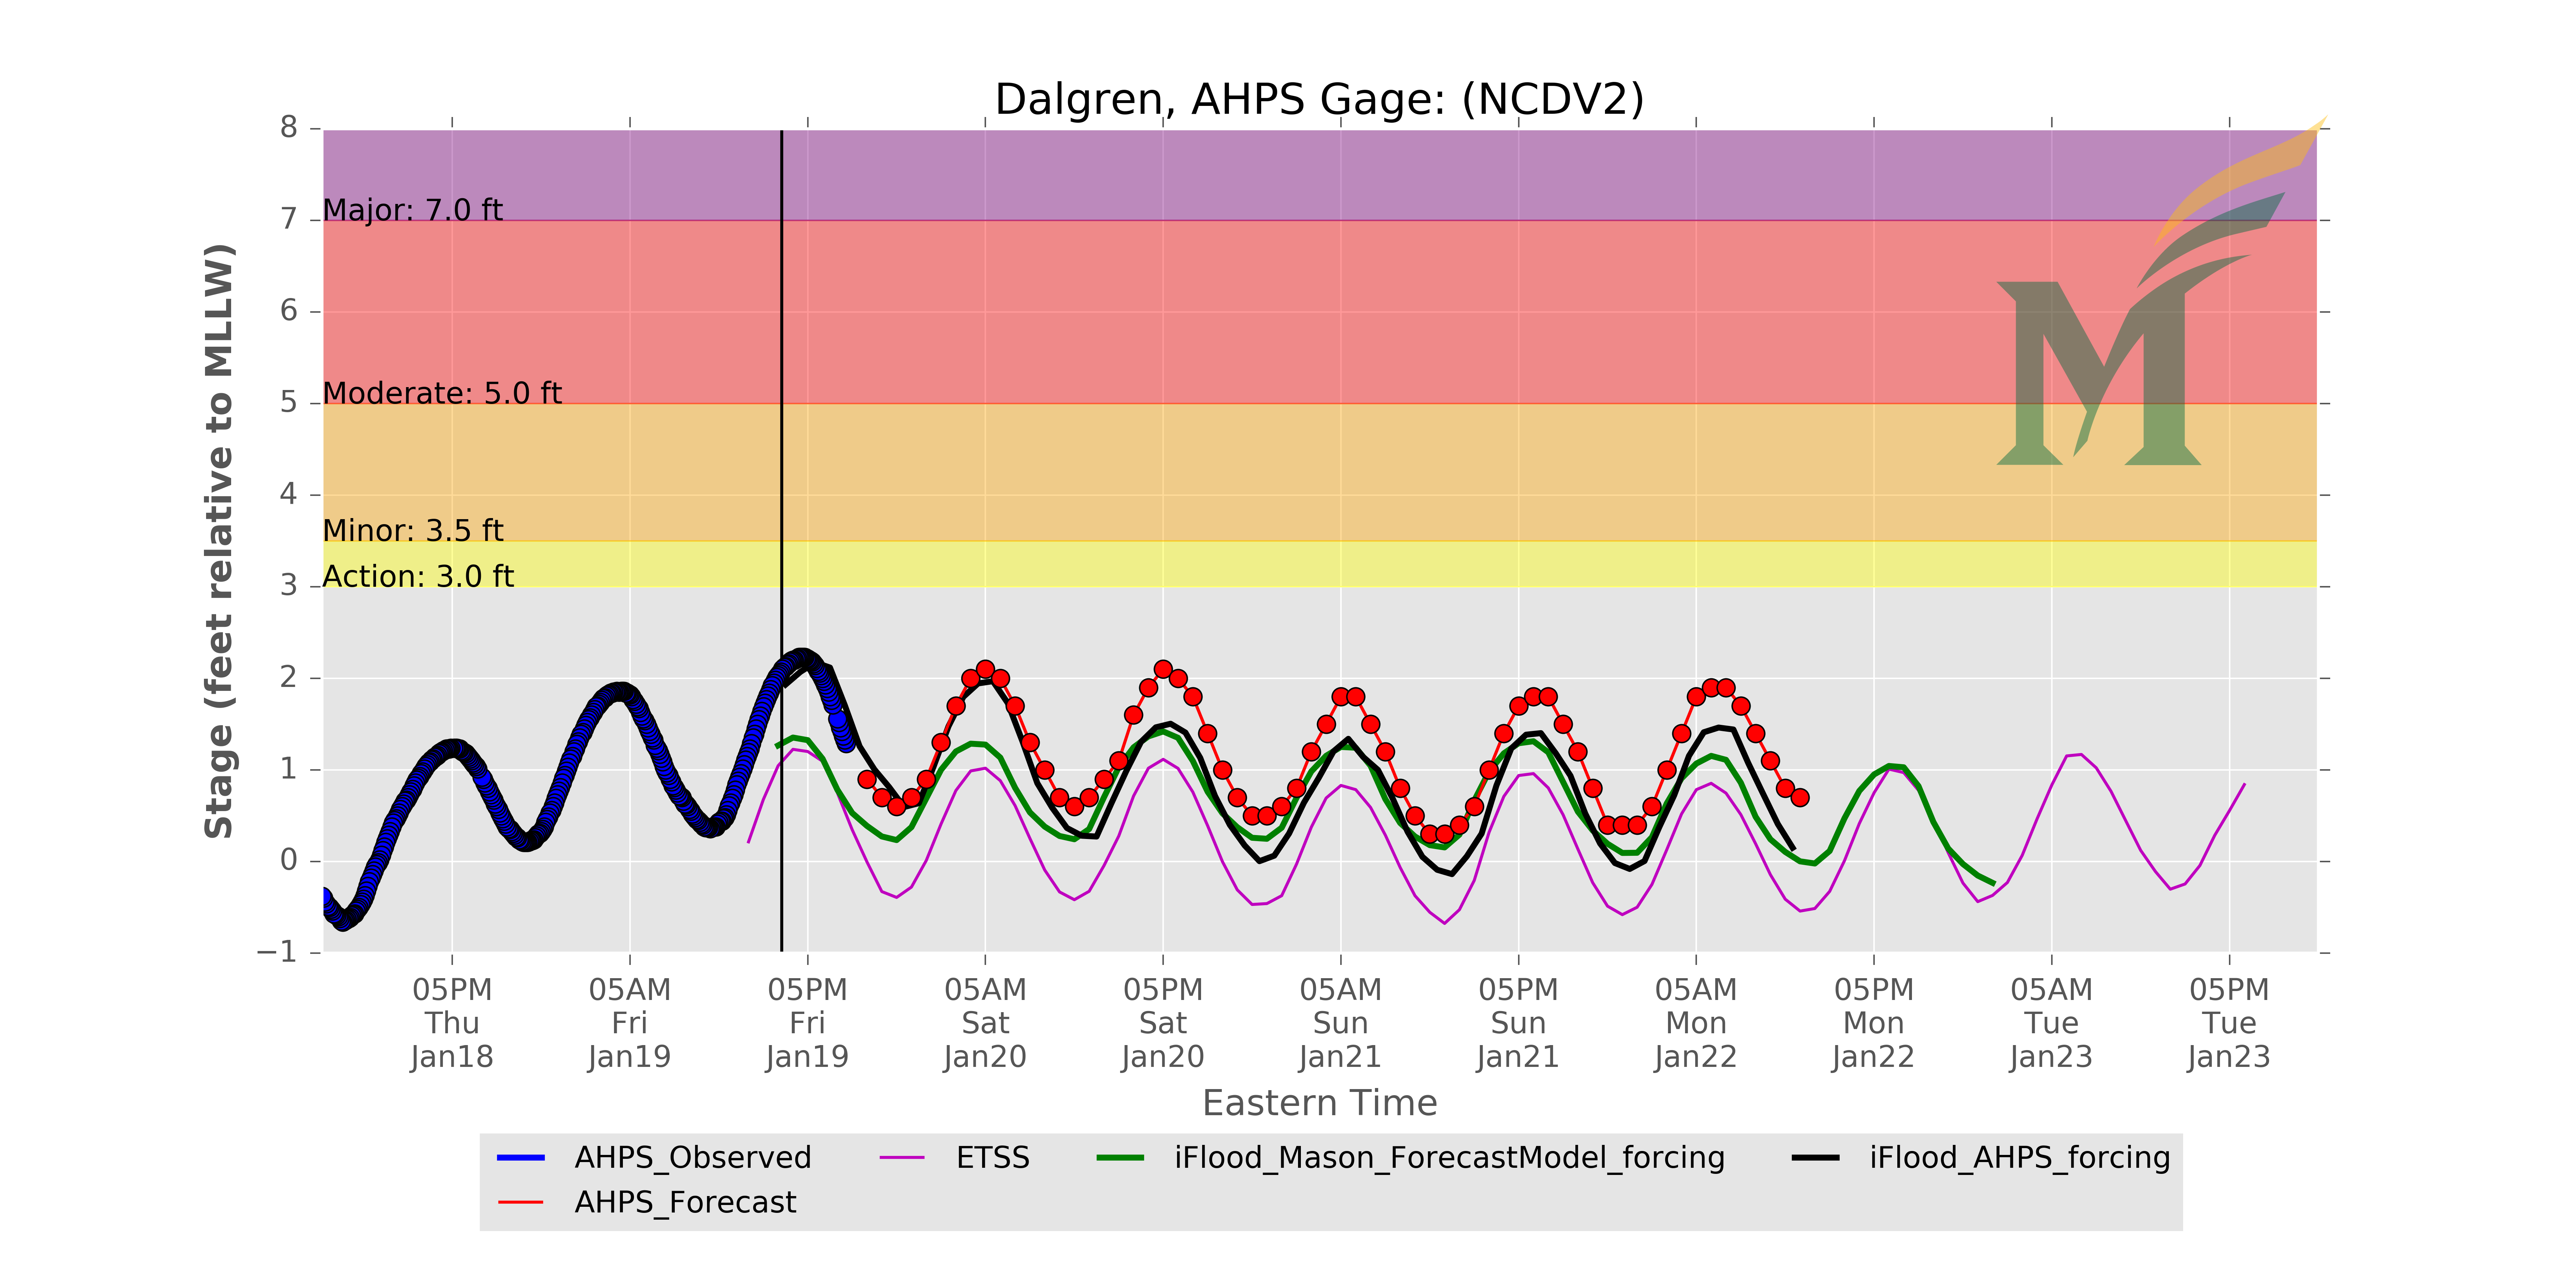 Dalgren, AHPS Gage: (NCDV2)
8
7
6
5
4
3
2
1
0
−1
Stage (feet relative to MLLW)
Major: 7.0 ft
Moderate: 5.0 ft
Minor: 3.5 ft
Action: 3.0 ft
05PM 05AM 05PM 05AM 05PM 05AM 05PM 05AM 05PM 05AM 05PM
Thu Fri Fri Sat Sat Sun Sun Mon Mon Tue Tue
Jan18 Jan19 Jan19 Jan20 Jan20 Jan21 Jan21 Jan22 Jan22 Jan23 Jan23
Eastern Time
AHPS_Observed ETSS iFlood_Mason_ForecastModel_forcing iFlood_AHPS_forcing
AHPS_Forecast
M